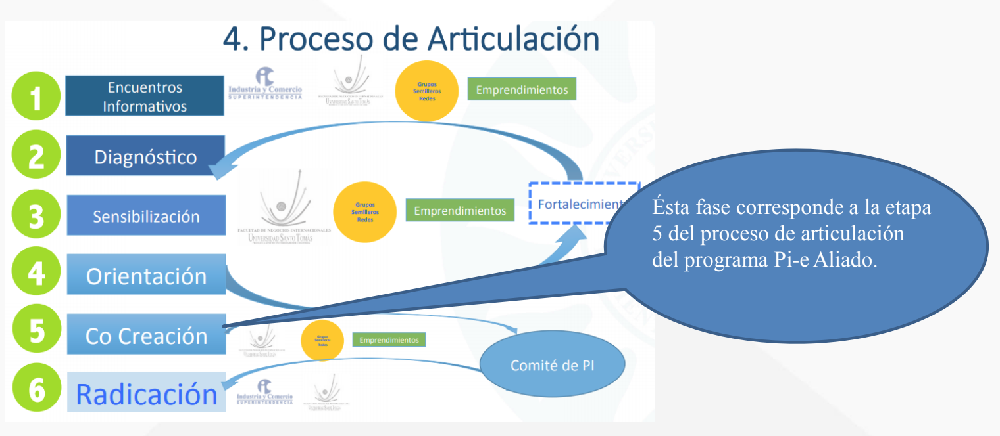 4. Proceso de Articulación
1
Encuentros
Informativos
Industria y Comercio
SUPERINTENDENCIA
UNIVERSIDAD SANTO TOMÁS
Grupos
Semilleros
Redes
Emprendimientos
2
Diagnóstico
3
Sensibilización
FACULTAD DE NEGOCIOS INTERNACIONALES
UNIVERSIDAD SANTO TOMÁS
Grupos
Semilleros
Redes
Emprendimientos
Fortalecimient
Ésta fase corresponde a la etapa
5 del proceso de articulación
del programa Pi-e Aliado.
4
Orientación
5
Co Creación
Grupos
Semilleros
Redes
Emprendimientos
Comité de PI
6
Radicación
Industria y Comercio
SUPERINTENDENCIA